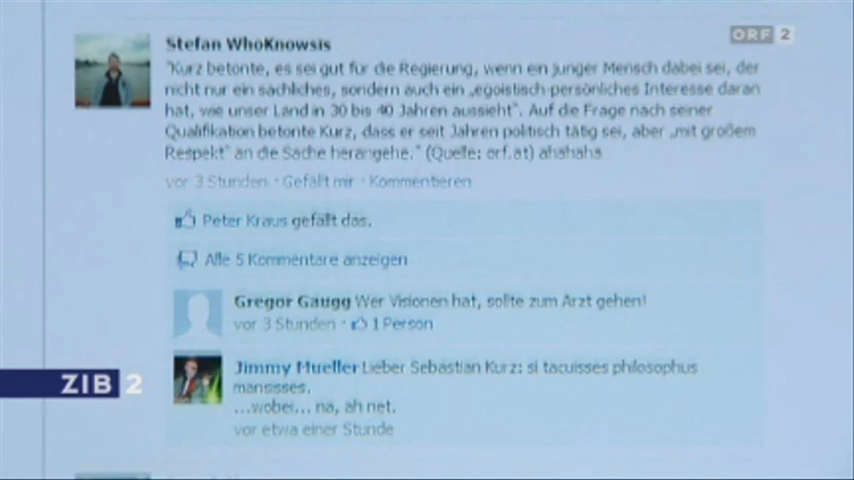 ORF 2
Stefan WhoKnowsis
"Kurz betonte, es sei gut für die Regierung, wenn ein junger Mensch dabei sei, der
nicht nur ein sachliches, sondern auch ein „egoistisch-persönliches Interesse daran
hat, wie unser Land in 30 bis 40 Jahren aussieht". Auf die Frage nach seiner
Qualifikation betonte Kurz, dass er seit Jahren politisch tätig sei, aber „mit großem
Respekt" an die Sache herangehe." (Quelle: orf.at) ahahaha
vor 3 Stunden · Gefällt mir · Kommentieren
Peter Kraus gefällt das.
Alle 5 Kommentare anzeigen
Gregor Gaugg Wer Visionen hat, sollte zum Arzt gehen!
vor 3 Stunden · 1 Person
Jimmy Mueller Lieber Sebastian Kurz: si tacuisses philosophus
mansisses.
...wobei... na, ah net.
vor etwa einer Stunde
ZIB 2